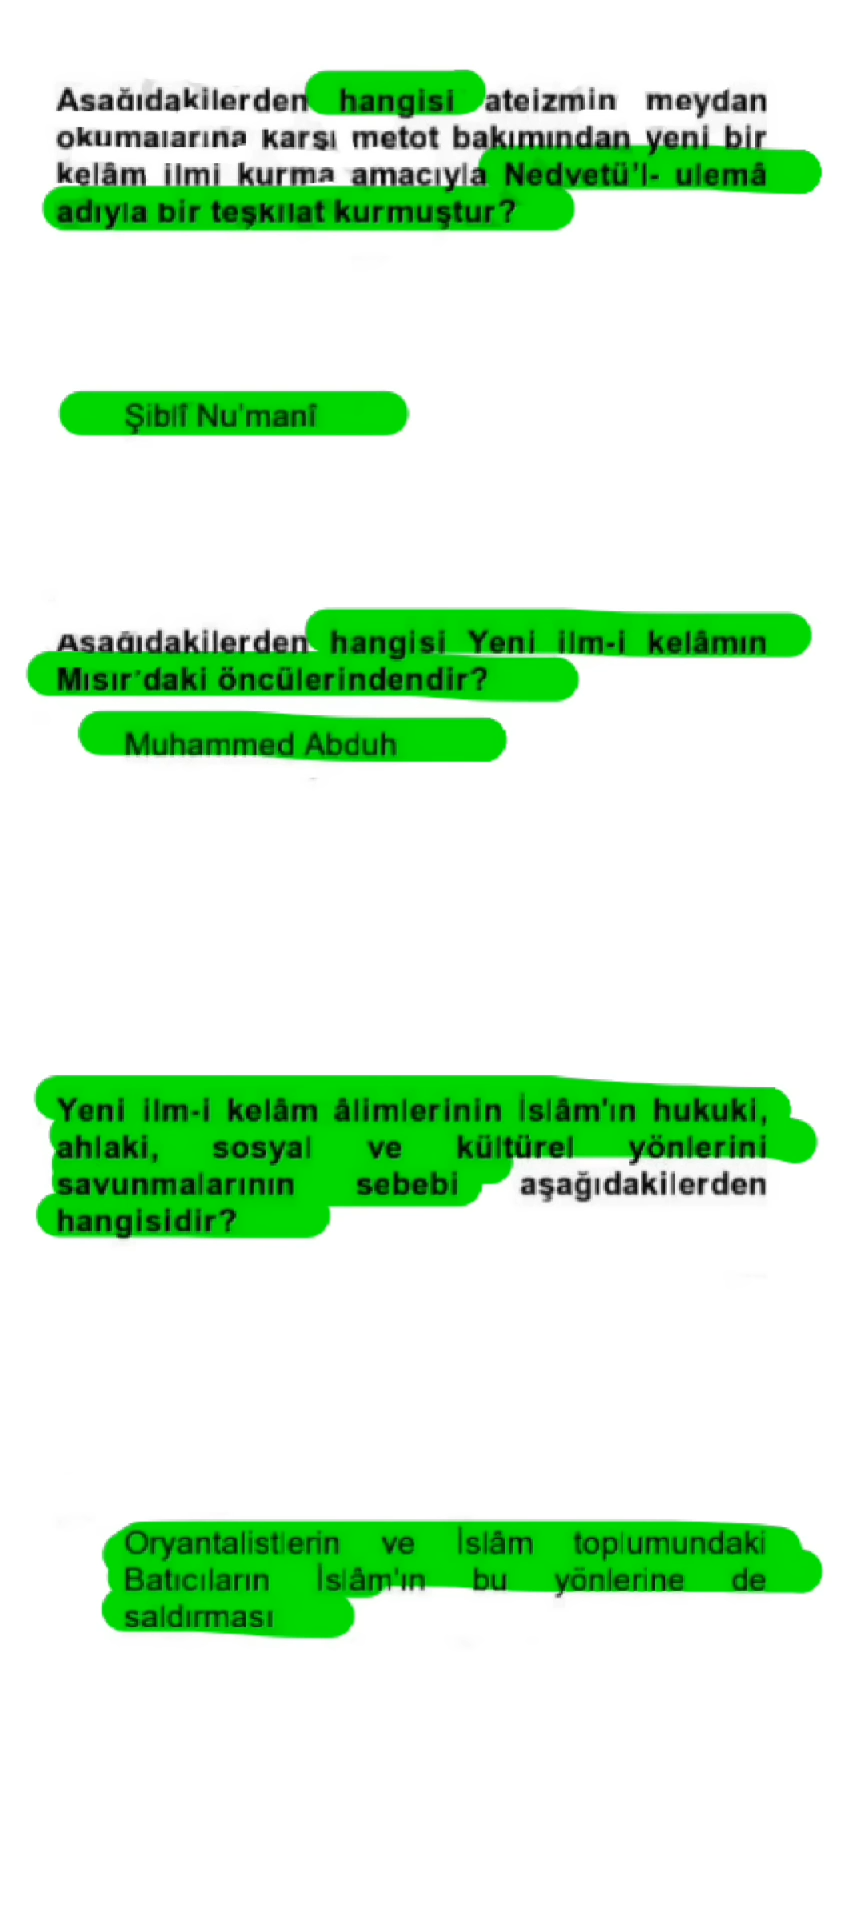 Aşağıdakilerden hangisi ateizmin meydan
okumalarına karşı metot bakımından yeni bir
kelâm ilmi kurma amacıyla Nedvetü'l- ulemâ
adıyla bir teşkilat kurmuştur?
Şiblî Nu'manî
Aşağıdakilerden hangisi Yeni ilm-i kelâmın
Mısır'daki öncülerindendir?
Muhammed Abduh
Yeni ilm-i kelâm âlimlerinin İslâm'ın hukuki,
ahlaki, sosyal ve kültürel yönlerini
savunmalarının sebebi aşağıdakilerden
hangisidir?
Oryantalistlerin ve İslâm toplumundaki
Batıcıların İslâm'ın bu yönlerine de
saldırması